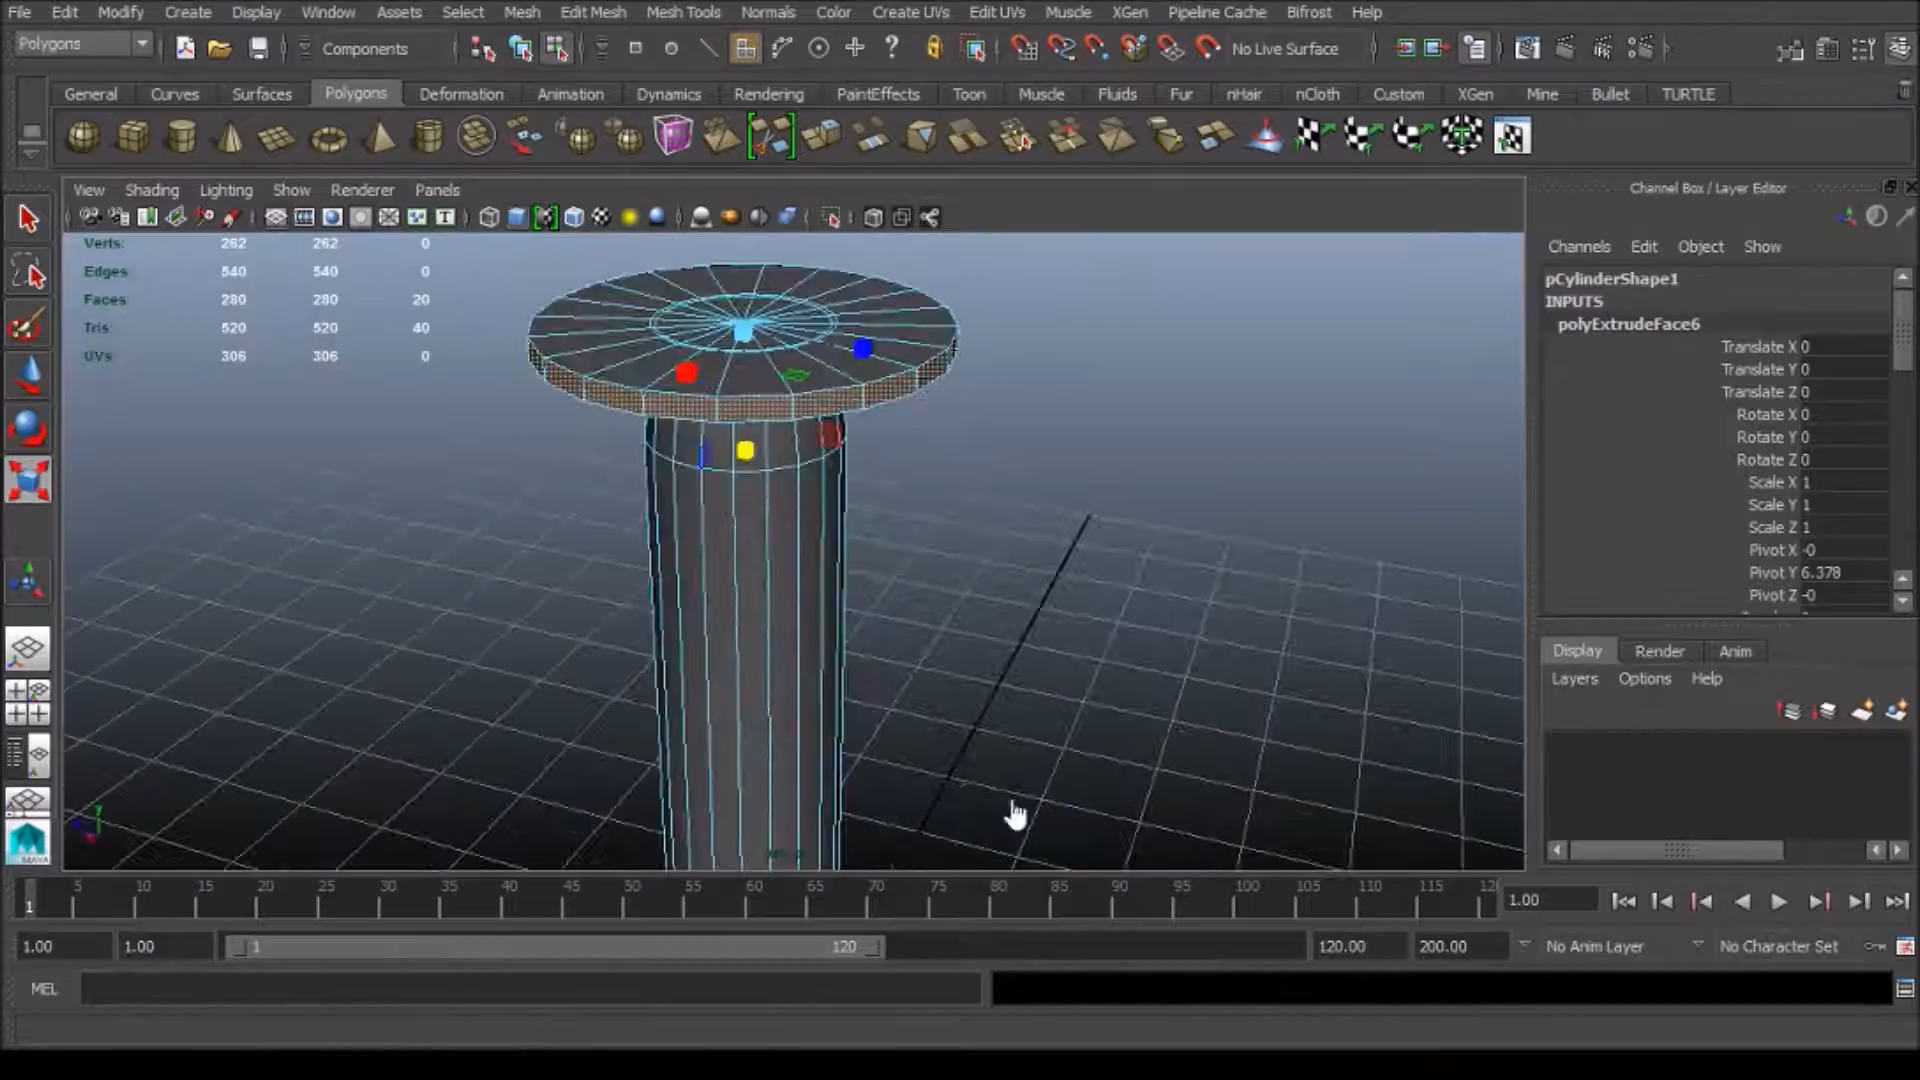 File Edit Modify Create Display Window Assets Select Mesh Edit Mesh Mesh Tools Normals Color Create UVs Edit UVs Muscle XGen Pipeline Cache Bifrost Help
Polygons Components No Live Surface
General Curves Surfaces Polygons Deformation Animation Dynamics Rendering PaintEffects Toon Muscle Fluids Fur nHair nCloth Custom XGen Mine Bullet TURTLE
View Shading Lighting Show Renderer Panels
Verts: 262 262 0
Edges 540 540 0
Faces 280 280 20
Tris: 520 520 40
UVs: 306 306 0
Channel Box / Layer Editor
Channels Edit Object Show
pCylinderShape1
INPUTS
polyExtrudeFace6
Translate X 0
Translate Y 0
Translate Z 0
Rotate X 0
Rotate Y 0
Rotate Z 0
Scale X 1
Scale Y 1
Scale Z 1
Pivot X -0
Pivot Y 6.378
Pivot Z -0
Display Render Anim
Layers Options Help
5 10 15 20 25 30 35 40 45 50 55 60 65 70 75 80 85 90 95 100 105 110 115 12
1 1.00
1.00 1.00 1 120 120.00 200.00 No Anim Layer No Character Set
MEL